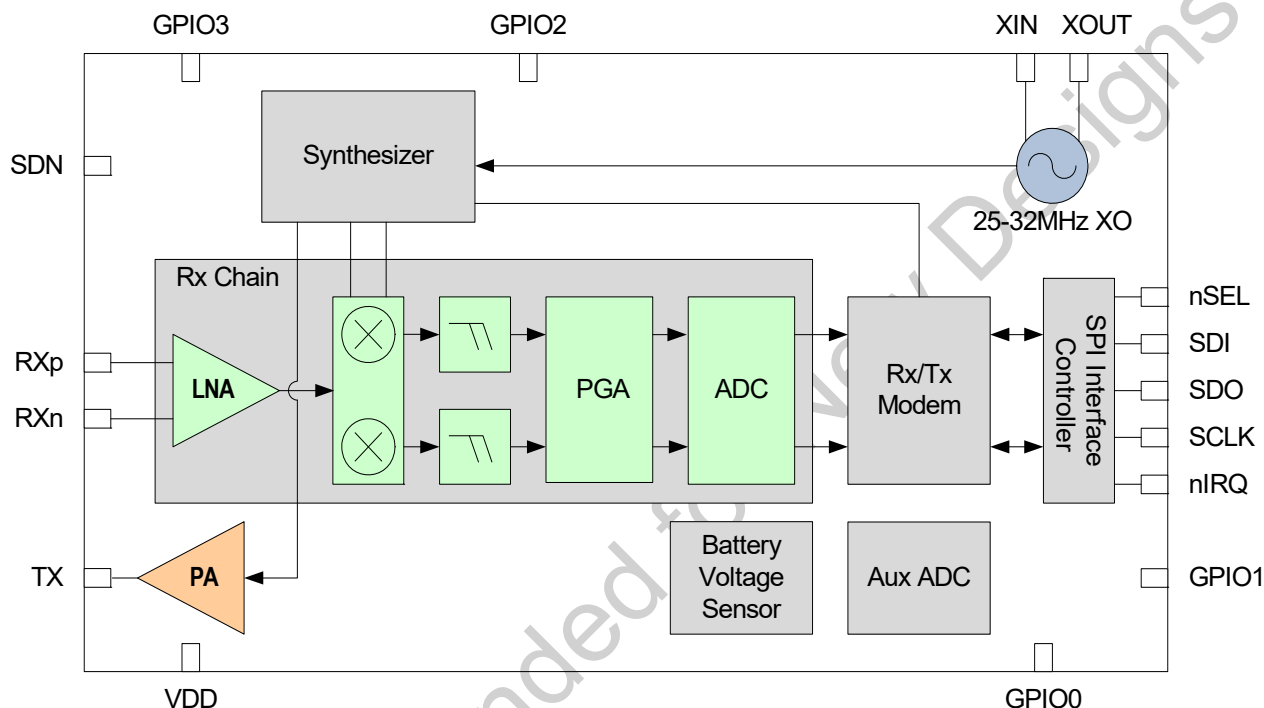 GPIO3
GPIO2
XIN
XOUT
SDN
Synthesizer
25-32MHz XO
Rx Chain
RXp
RXn
LNA
PGA
ADC
Rx/Tx
Modem
SPI Interface
Controller
nSEL
SDI
SDO
SCLK
nIRQ
TX
PA
Battery
Voltage
Sensor
Aux ADC
GPIO1
VDD
GPIO0
Designs